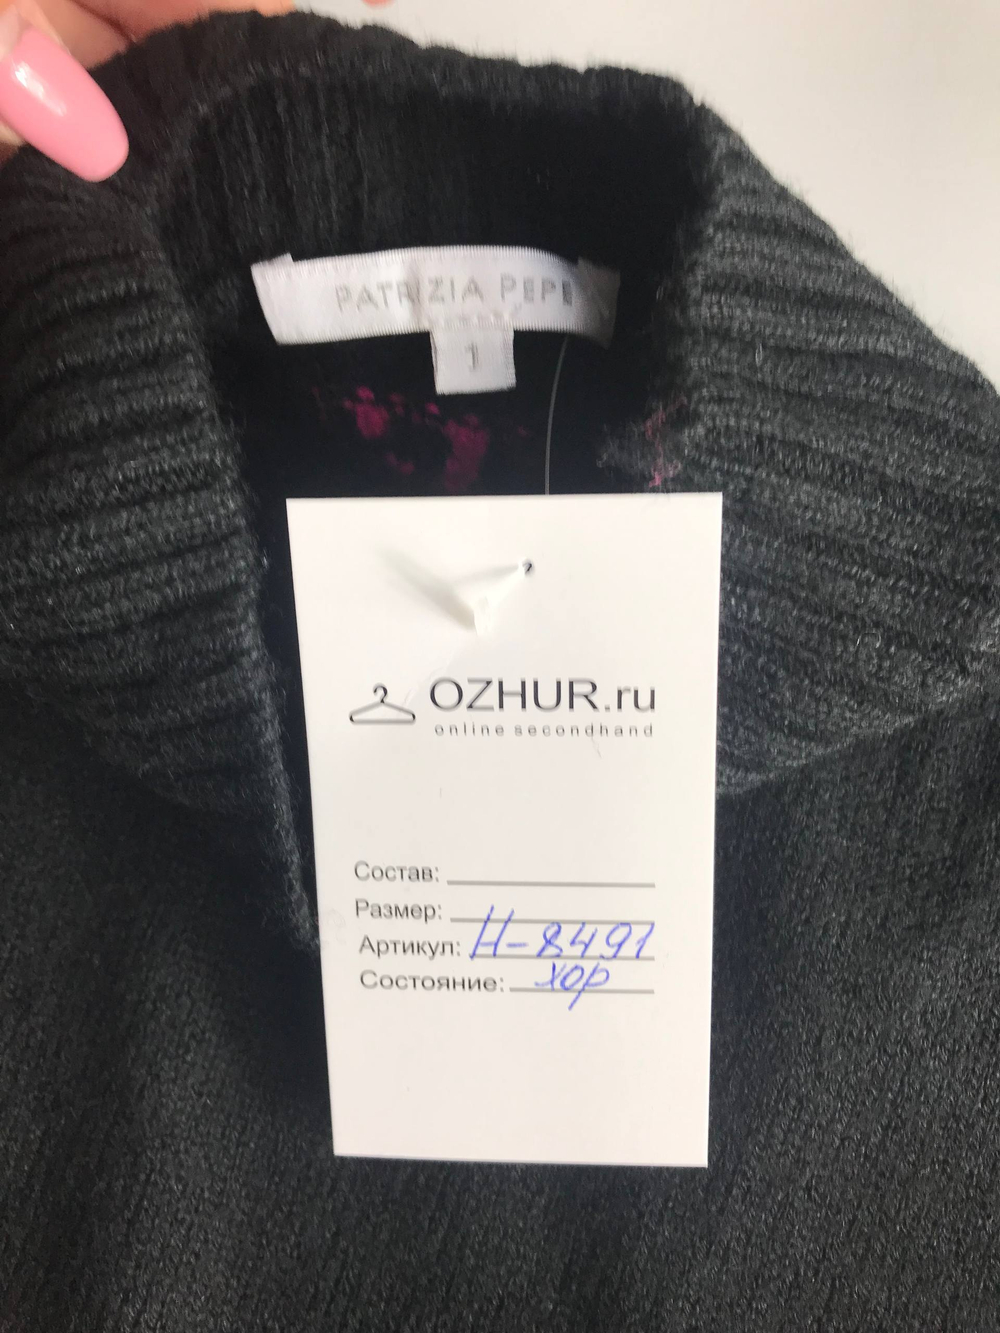 PATRIZIA PEPE
1
OZHUR.ru
online secondhand
Состав:
Размер:
Артикул: Н-8491
Состояние: хор